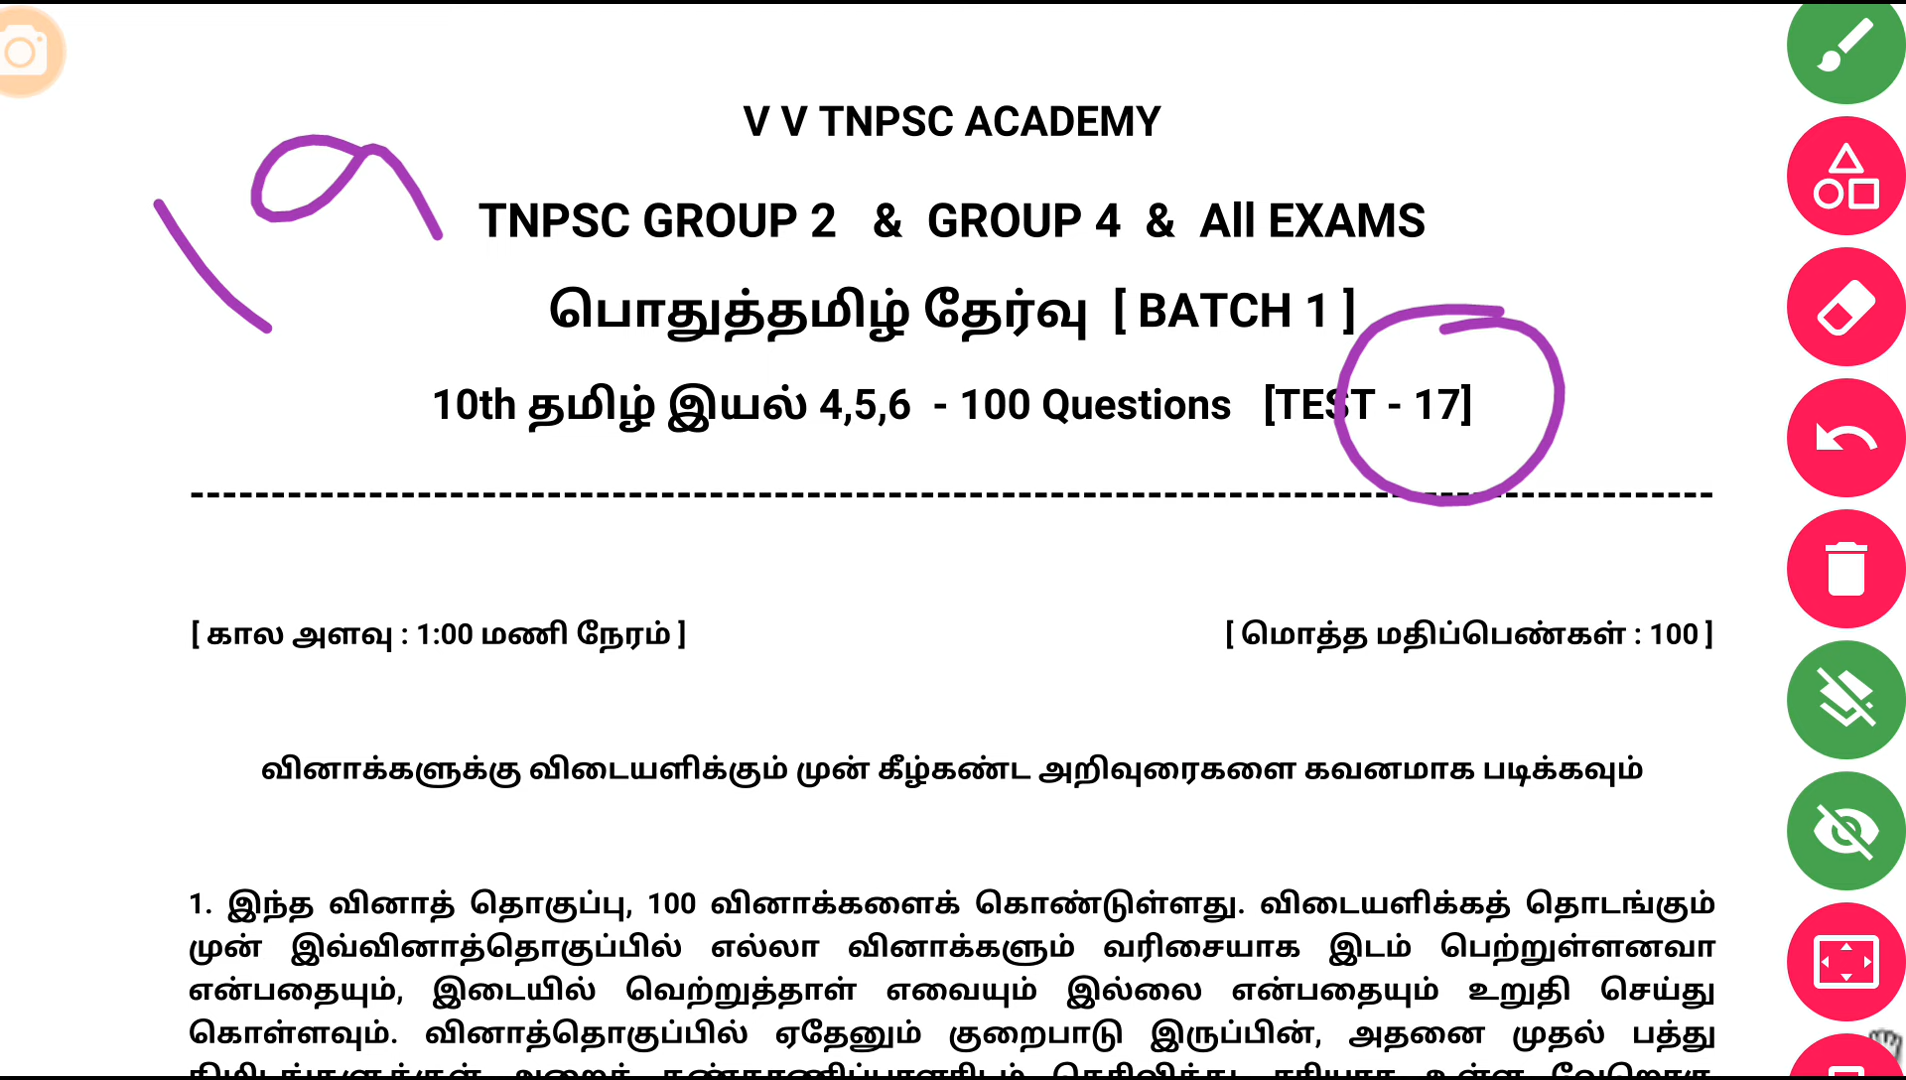 V V TNPSC ACADEMY
TNPSC GROUP 2 & GROUP 4 & All EXAMS
பொதுத்தமிழ் தேர்வு [ BATCH 1 ]
10th தமிழ் இயல் 4,5,6 - 100 Questions [TEST - 17]
[ கால அளவு : 1:00 மணி நேரம் ]
[ மொத்த மதிப்பெண்கள் : 100 ]
வினாக்களுக்கு விடையளிக்கும் முன் கீழ்கண்ட அறிவுரைகளை கவனமாக படிக்கவும்
1. இந்த வினாத் தொகுப்பு, 100 வினாக்களைக் கொண்டுள்ளது. விடையளிக்கத் தொடங்கும்
முன் இவ்வினாத்தொகுப்பில் எல்லா வினாக்களும் வரிசையாக இடம் பெற்றுள்ளனவா
என்பதையும், இடையில் வெற்றுத்தாள் எவையும் இல்லை என்பதையும் உறுதி செய்து
கொள்ளவும். வினாத்தொகுப்பில் ஏதேனும் குறைபாடு இருப்பின், அதனை முதல் பத்து